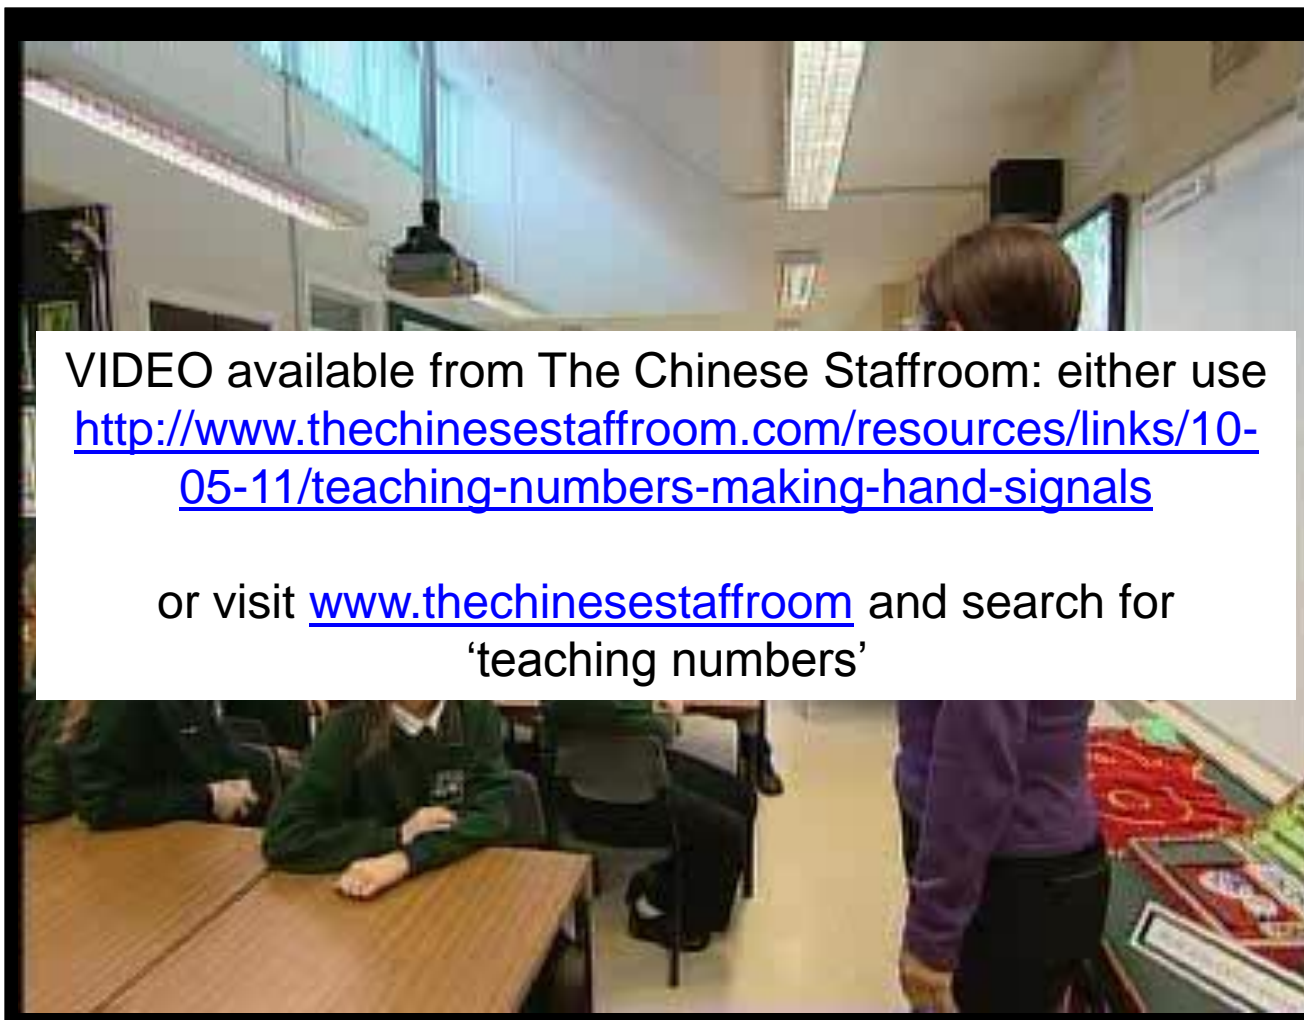 VIDEO available from The Chinese Staffroom: either use
http://www.thechinesestaffroom.com/resources/links/10-
05-11/teaching-numbers-making-hand-signals
or visit www.thechinesestaffroom and search for
‘teaching numbers’